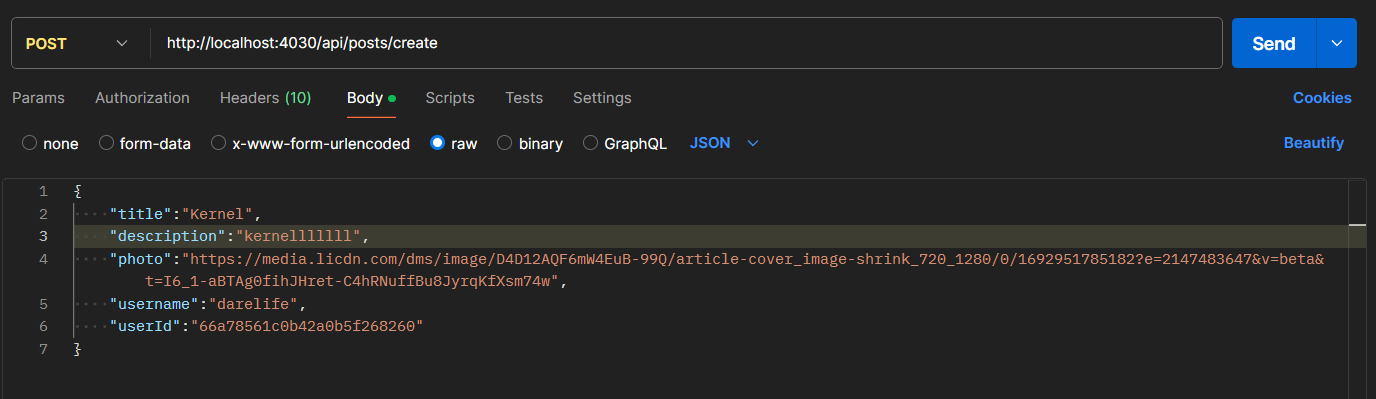 POST http://localhost:4030/api/posts/create Send
Params Authorization Headers (10) Body Scripts Tests Settings Cookies
none form-data x-www-form-urlencoded raw binary GraphQL JSON Beautify
1 {
2 "title":"Kernel",
3 "description":"kernelllllll",
4 "photo":"https://media.licdn.com/dms/image/D4D12AQF6mW4EuB-99Q/article-cover_image-shrink_720_1280/0/1692951785182?e=2147483647&v=beta&
t=I6_1-aBTAg0fihJHret-C4hRNuffBu8JyrqKfXsm74w",
5 "username":"darelife",
6 "userId":"66a78561c0b42a0b5f268260"
7 }